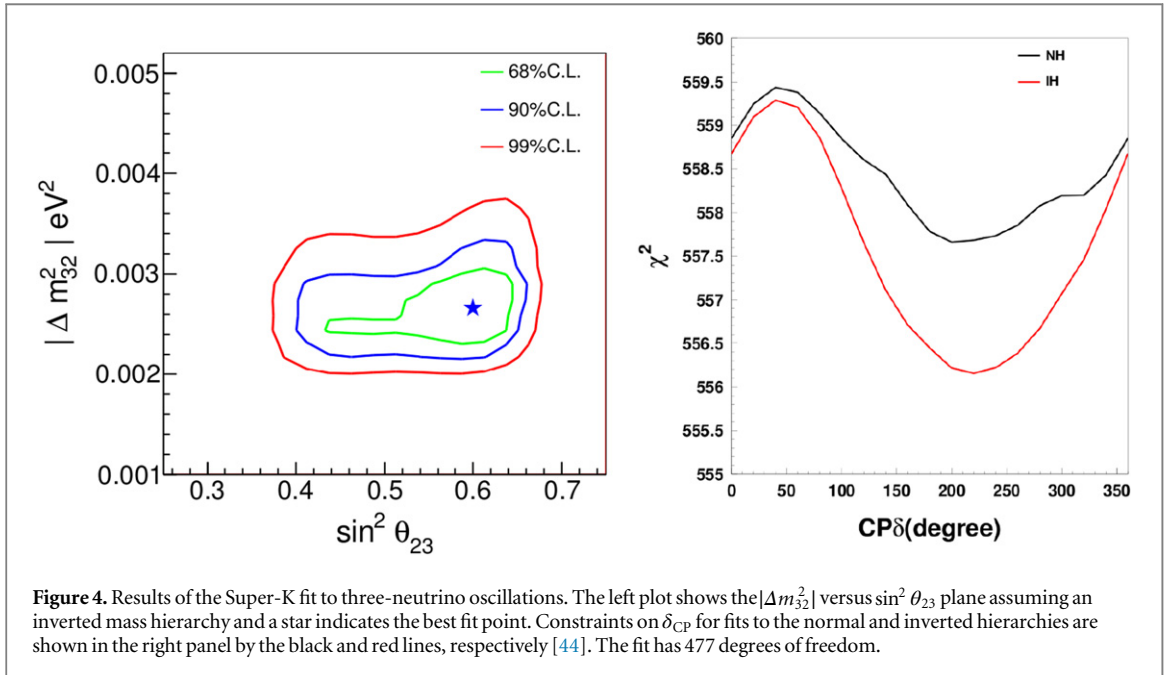 0.005
0.004
0.003
0.002
0.001
| Δ m²₃₂ | eV²
68%C.L.
90%C.L.
99%C.L.
0.3 0.4 0.5 0.6 0.7
sin² θ₂₃
560
559.5
559
558.5
558
557.5
557
556.5
556
555.5
555
χ²
NH
IH
0 50 100 150 200 250 300 350
CPδ(degree)
Figure 4. Results of the Super-K fit to three-neutrino oscillations. The left plot shows the |Δm²₃₂| versus sin² θ₂₃ plane assuming an
inverted mass hierarchy and a star indicates the best fit point. Constraints on δCP for fits to the normal and inverted hierarchies are
shown in the right panel by the black and red lines, respectively [44]. The fit has 477 degrees of freedom.